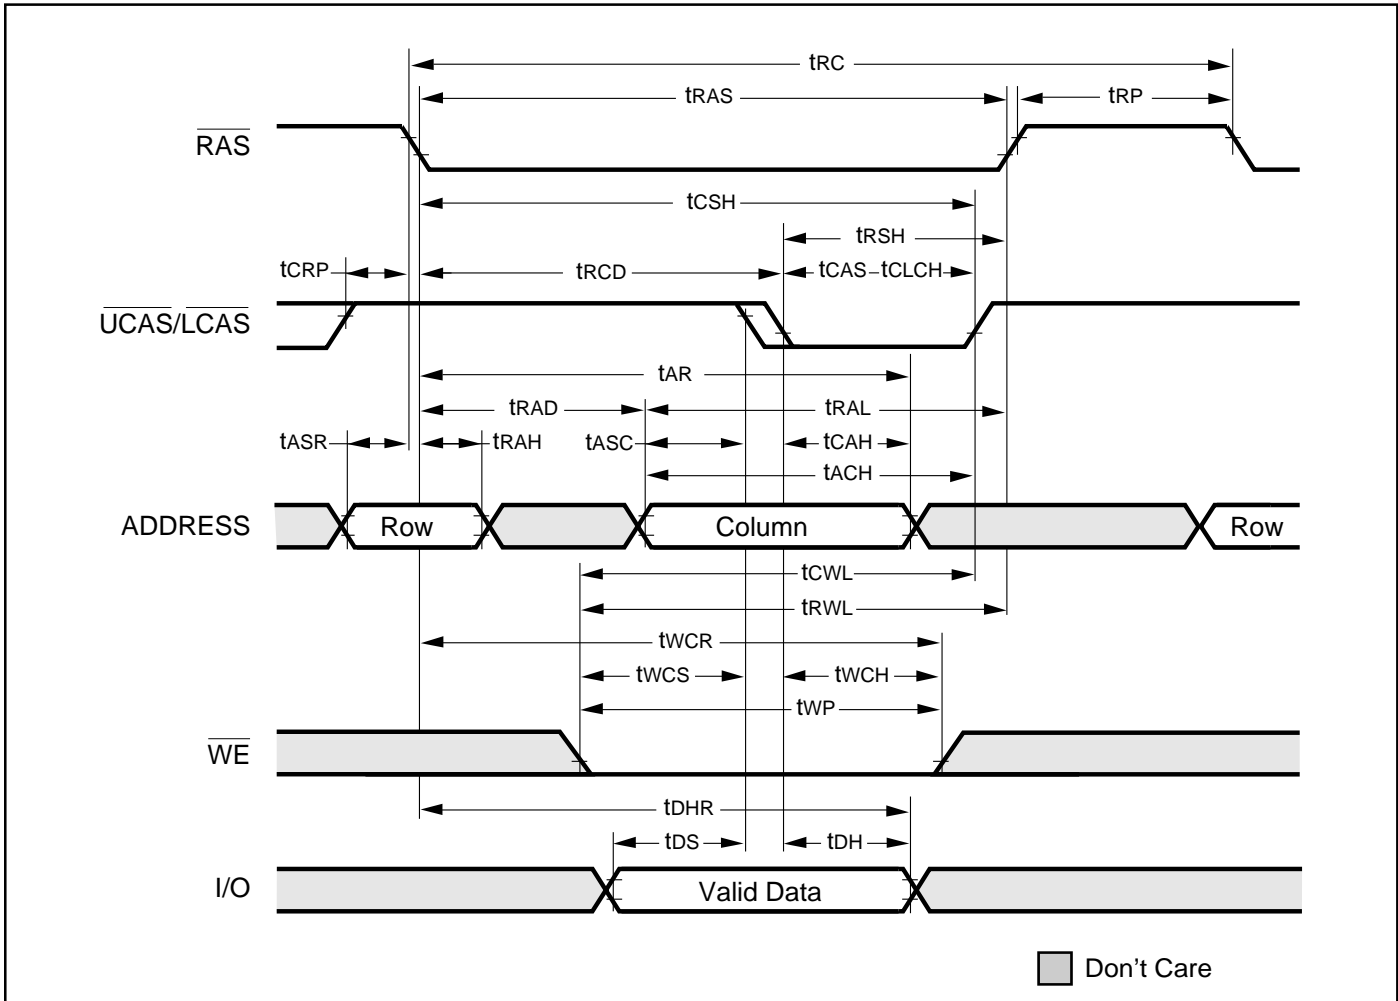 tRC
tRAS
tRP
RAS
tCSH
tRSH
tCRP
tRCD
tCAS tCLCH
UCAS/LCAS
tAR
tRAD
tRAL
tASR
tRAH
tASC
tCAH
tACH
ADDRESS
Row
Column
Row
tCWL
tRWL
tWCR
tWCS
tWCH
tWP
WE
tDHR
tDS
tDH
I/O
Valid Data
Don't Care